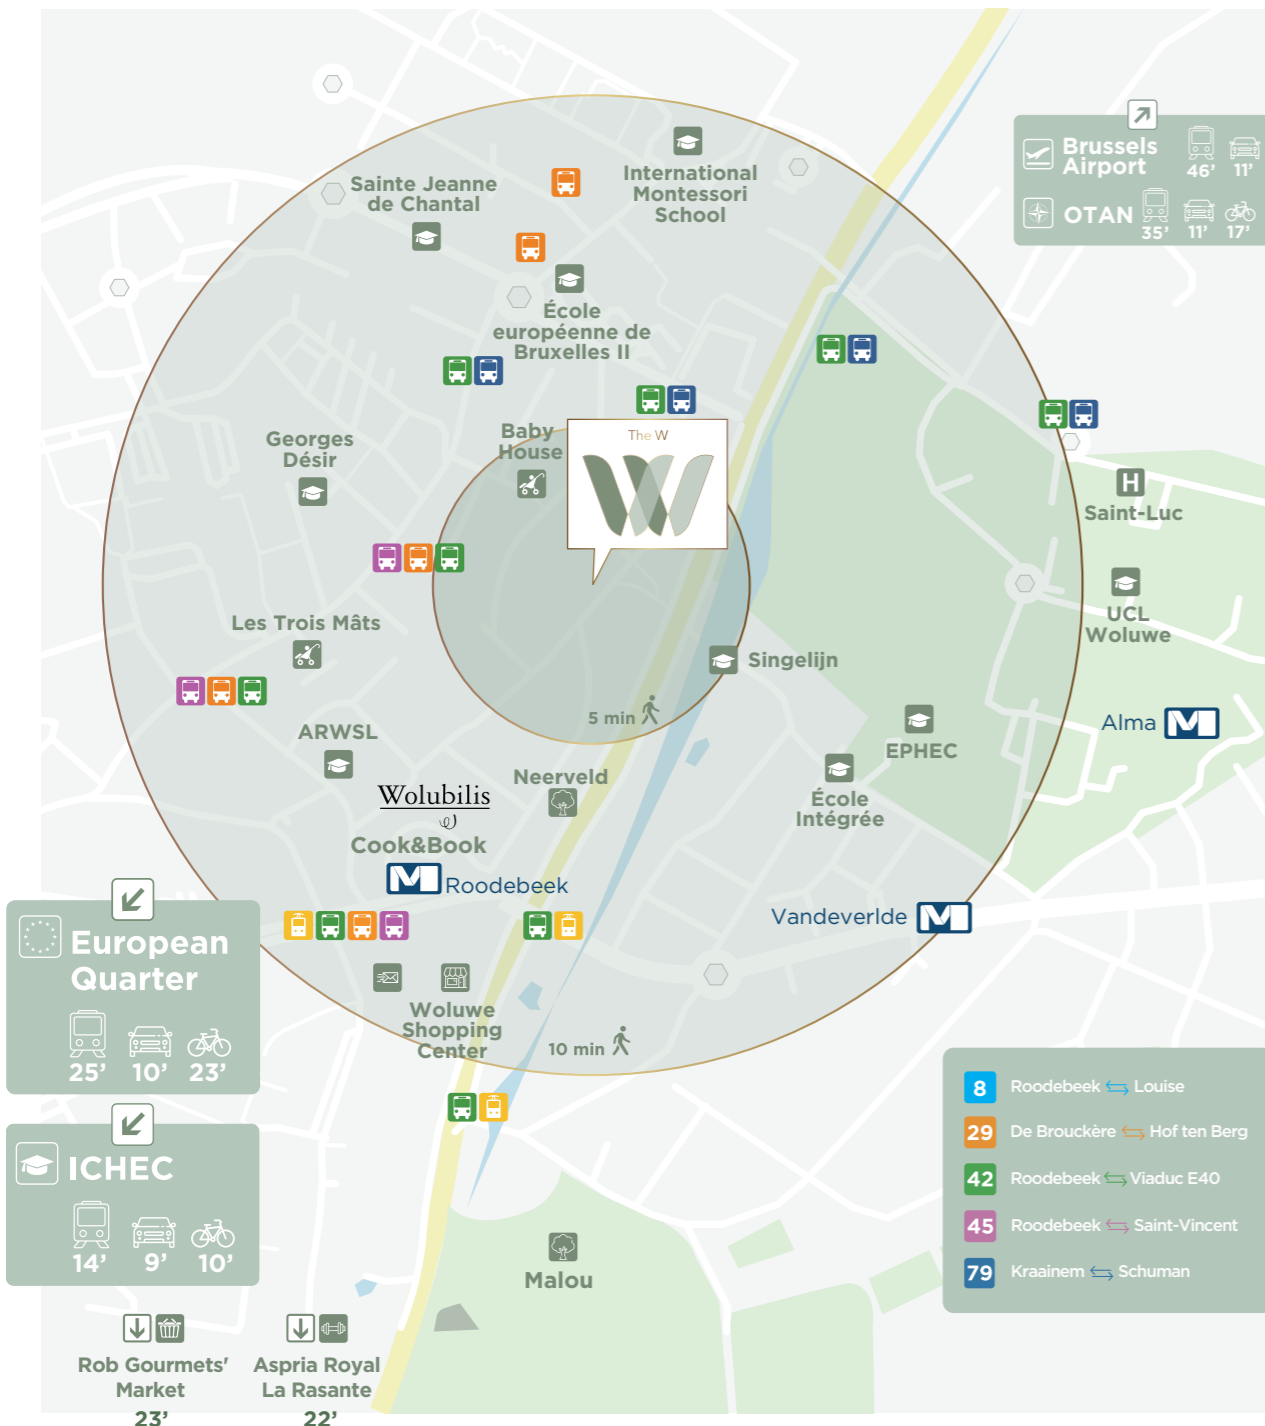 Brussels
Airport
46’
11’
OTAN
35’
11’
17’
International
Montessori
School
Sainte Jeanne
de Chantal
École
européenne de
Bruxelles II
The W
Baby
House
Georges
Désir
H
Saint-Luc
UCL
Woluwe
Les Trois Mâts
Singelijn
5 min
Alma
M
EPHEC
ARWSL
Neerveld
École
Intégrée
Wolubilis
Cook&Book
M Roodebeek
Vandeverlde M
European
Quarter
25’ 10’ 23’
Woluwe
Shopping
Center
10 min
ICHEC
14’ 9’ 10’
8 Roodebeek ⇆ Louise
29 De Brouckère ⇆ Hof ten Berg
42 Roodebeek ⇆ Viaduc E40
45 Roodebeek ⇆ Saint-Vincent
79 Kraainem ⇆ Schuman
Malou
Rob Gourmets'
Market
23’
Aspria Royal
La Rasante
22’